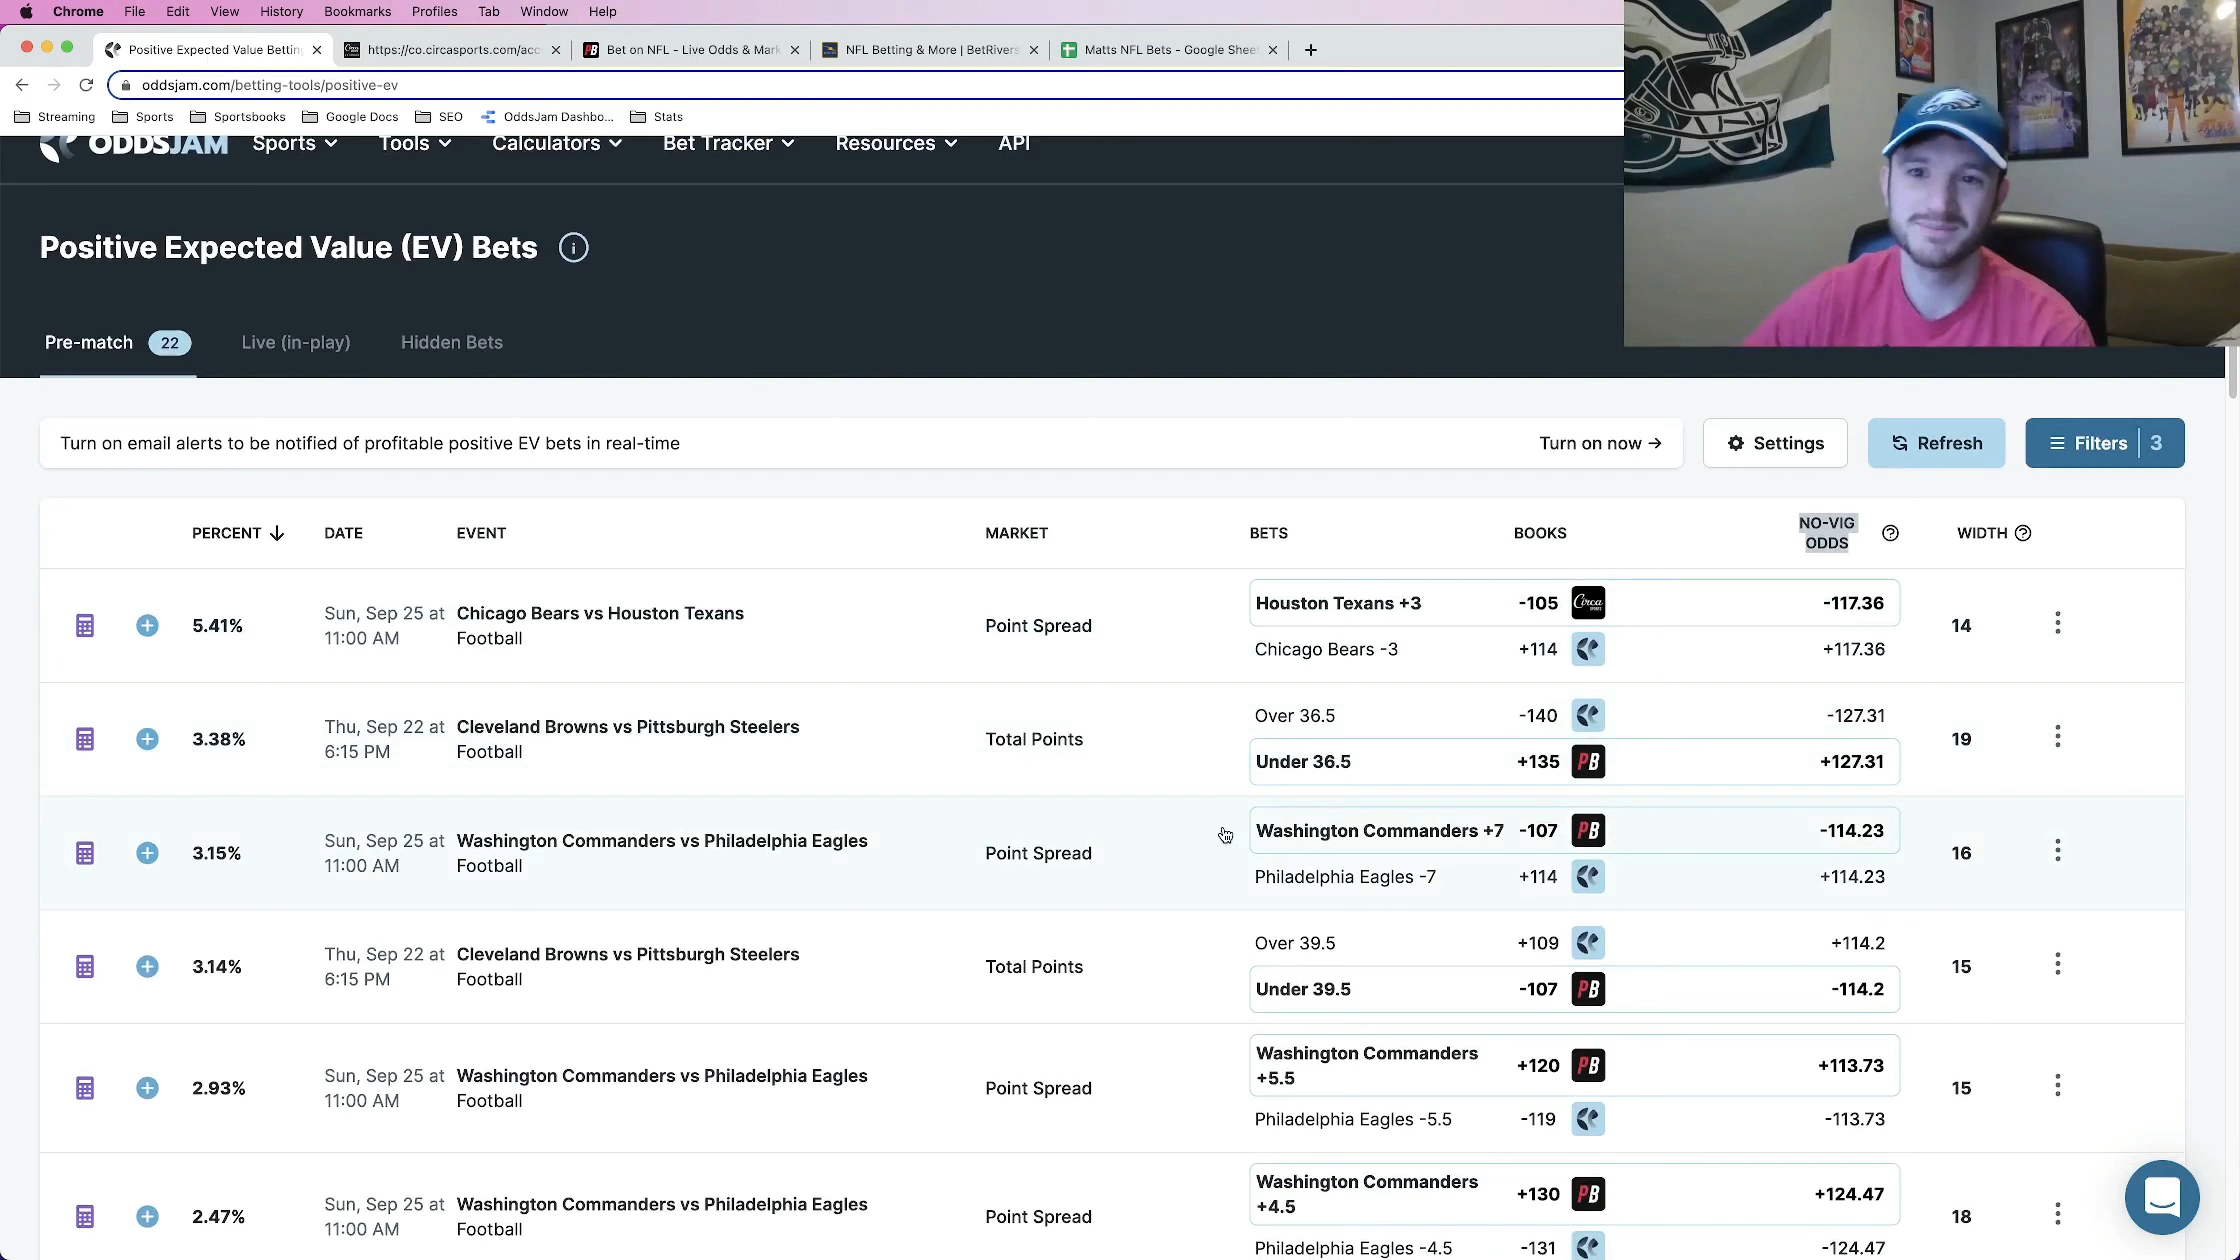 Chrome File Edit View History Bookmarks Profiles Tab Window Help
Positive Expected Value Betting https://co.circasports.com/acc Bet on NFL - Live Odds & Mark NFL Betting & More | BetRivers Matts NFL Bets - Google Sheet
oddsjam.com/betting-tools/positive-ev
Streaming Sports Sportsbooks Google Docs SEO OddsJam Dashbo... Stats
ODDSJAM Sports Tools Calculators Bet Tracker Resources API
Positive Expected Value (EV) Bets
Pre-match 22 Live (in-play) Hidden Bets
Turn on email alerts to be notified of profitable positive EV bets in real-time Turn on now → Settings Refresh Filters 3
PERCENT ↓ DATE EVENT MARKET BETS BOOKS NO-VIG ODDS WIDTH
5.41% Sun, Sep 25 at 11:00 AM Chicago Bears vs Houston Texans Football Point Spread Houston Texans +3 -105 Circa -117.36 14
Chicago Bears -3 +114 +117.36
3.38% Thu, Sep 22 at 6:15 PM Cleveland Browns vs Pittsburgh Steelers Football Total Points Over 36.5 -140 -127.31 19
Under 36.5 +135 PB +127.31
3.15% Sun, Sep 25 at 11:00 AM Washington Commanders vs Philadelphia Eagles Football Point Spread Washington Commanders +7 -107 PB -114.23 16
Philadelphia Eagles -7 +114 +114.23
3.14% Thu, Sep 22 at 6:15 PM Cleveland Browns vs Pittsburgh Steelers Football Total Points Over 39.5 +109 +114.2 15
Under 39.5 -107 PB -114.2
2.93% Sun, Sep 25 at 11:00 AM Washington Commanders vs Philadelphia Eagles Football Point Spread Washington Commanders +5.5 +120 PB +113.73 15
Philadelphia Eagles -5.5 -119 -113.73
2.47% Sun, Sep 25 at 11:00 AM Washington Commanders vs Philadelphia Eagles Football Point Spread Washington Commanders +4.5 +130 PB +124.47 18
Philadelphia Eagles -4.5 -131 -124.47